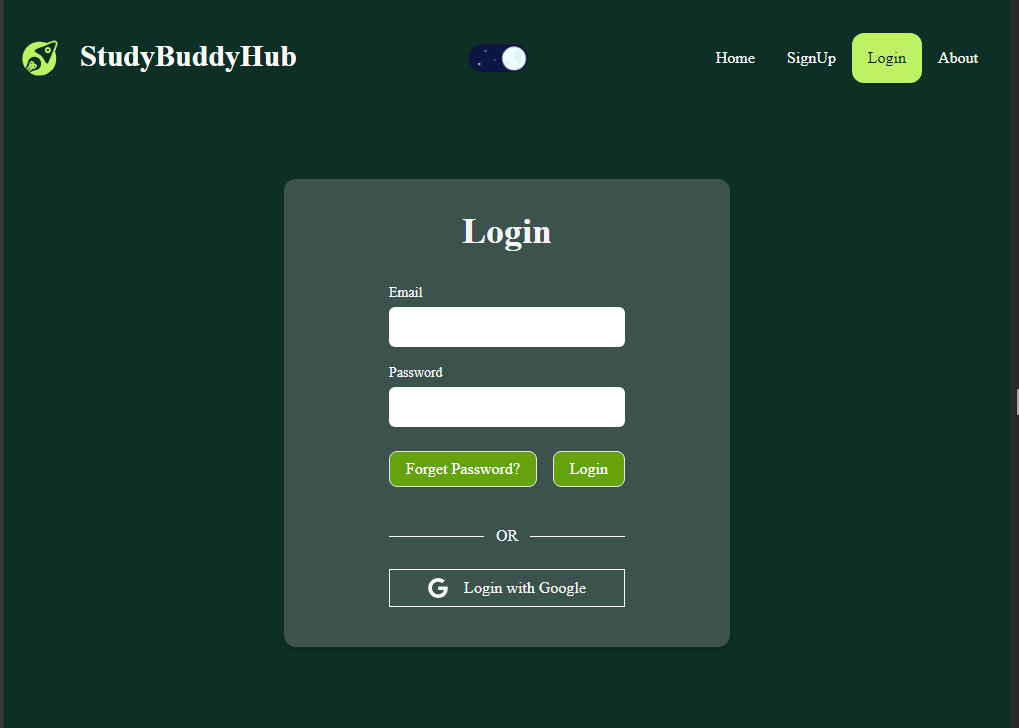 StudyBuddyHub
Home SignUp Login About
Login
Email
Password
Forget Password? Login
OR
Login with Google